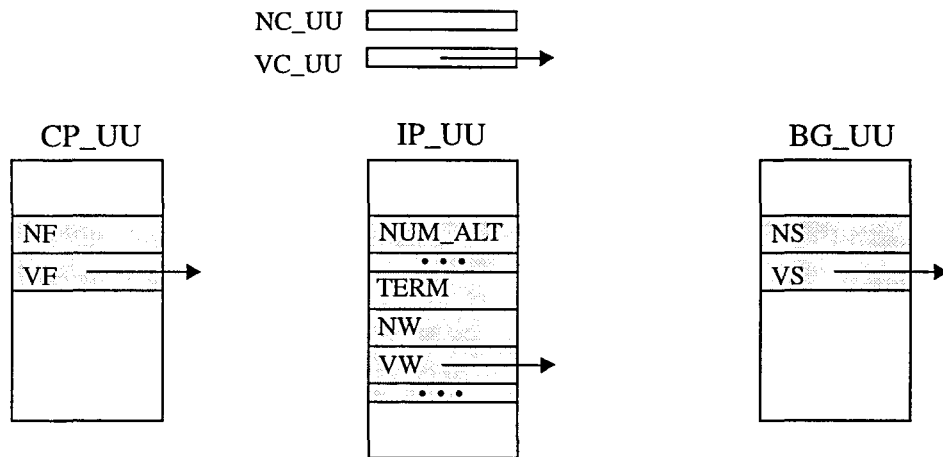 NC_UU
VC_UU
CP_UU
IP_UU
BG_UU
NF
VF
NUM_ALT
• • •
TERM
NW
VW
• • •
NS
VS